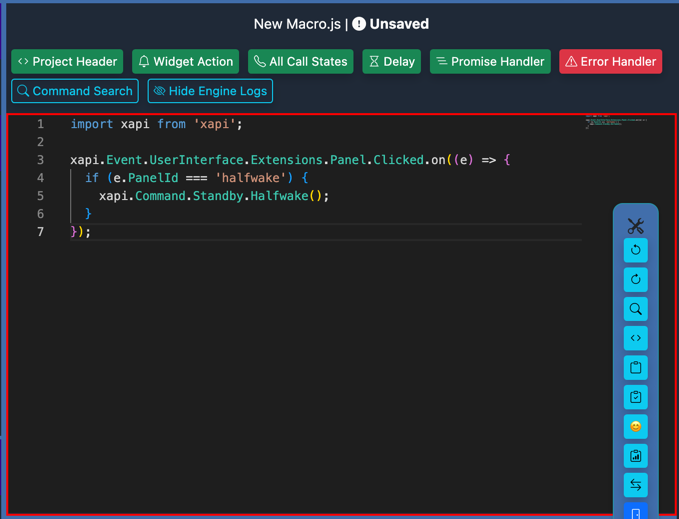 New Macro.js | Unsaved
Project Header Widget Action All Call States Delay Promise Handler Error Handler
Command Search Hide Engine Logs
1 import xapi from 'xapi';
2
3 xapi.Event.UserInterface.Extensions.Panel.Clicked.on((e) => {
4 if (e.PanelId === 'halfwake') {
5 xapi.Command.Standby.Halfwake();
6 }
7 });